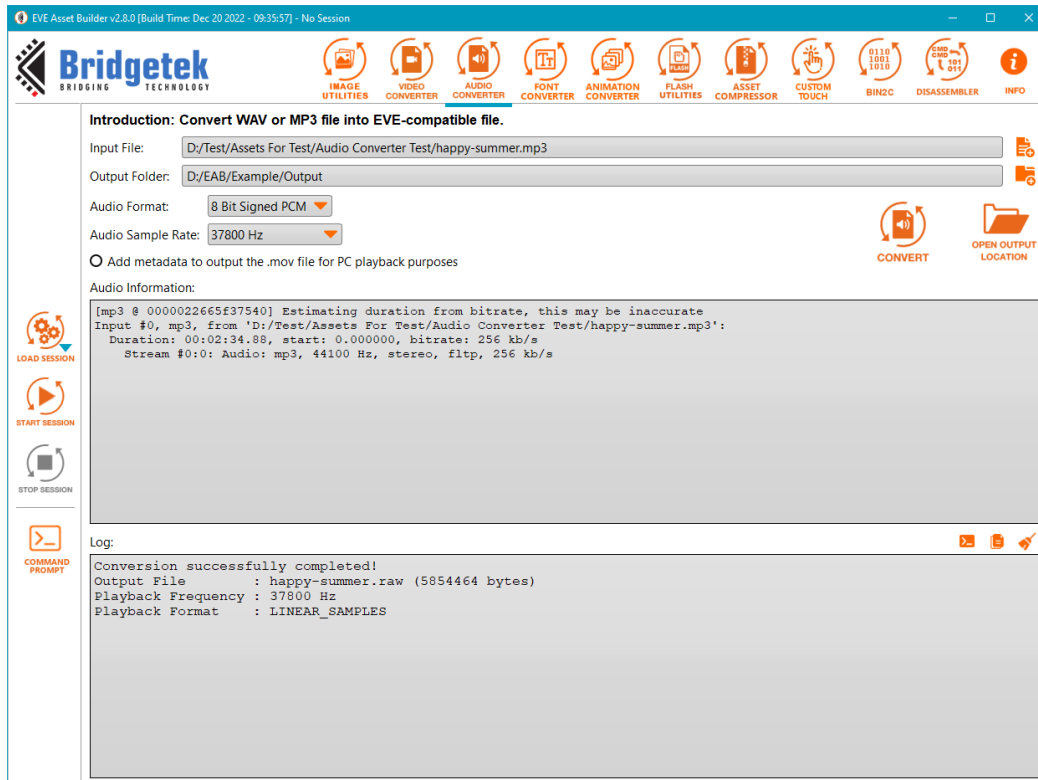 EVE Asset Builder v2.8.0 [Build Time: Dec 20 2022 - 09:35:57] - No Session
Bridgetek
BRIDGING TECHNOLOGY
IMAGE
UTILITIES
VIDEO
CONVERTER
AUDIO
CONVERTER
FONT
CONVERTER
ANIMATION
CONVERTER
FLASH
FLASH
UTILITIES
ASSET
COMPRESSOR
CUSTOM
TOUCH
0110
1001
1010
BIN2C
CMD
CMD
101
011
DISASSEMBLER
INFO
Introduction: Convert WAV or MP3 file into EVE-compatible file.
Input File: D:/Test/Assets For Test/Audio Converter Test/happy-summer.mp3
Output Folder: D:/EAB/Example/Output
Audio Format: 8 Bit Signed PCM
Audio Sample Rate: 37800 Hz
Add metadata to output the .mov file for PC playback purposes
CONVERT
OPEN OUTPUT
LOCATION
Audio Information:
[mp3 @ 0000022665f37540] Estimating duration from bitrate, this may be inaccurate
Input #0, mp3, from 'D:/Test/Assets For Test/Audio Converter Test/happy-summer.mp3':
Duration: 00:02:34.88, start: 0.000000, bitrate: 256 kb/s
Stream #0:0: Audio: mp3, 44100 Hz, stereo, fltp, 256 kb/s
LOAD SESSION
START SESSION
STOP SESSION
COMMAND
PROMPT
Log:
Conversion successfully completed!
Output File : happy-summer.raw (5854464 bytes)
Playback Frequency : 37800 Hz
Playback Format : LINEAR_SAMPLES